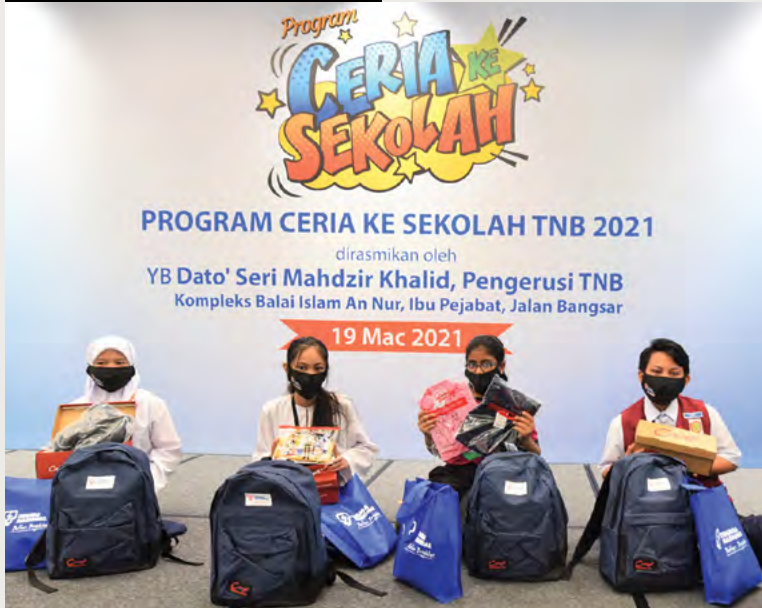 Program
CERIA KE
SEKOLAH
PROGRAM CERIA KE SEKOLAH TNB 2021
dirasmikan oleh
YB Dato' Seri Mahdzir Khalid, Pengerusi TNB
Kompleks Balai Islam An Nur, Ibu Pejabat, Jalan Bangsar
19 Mac 2021